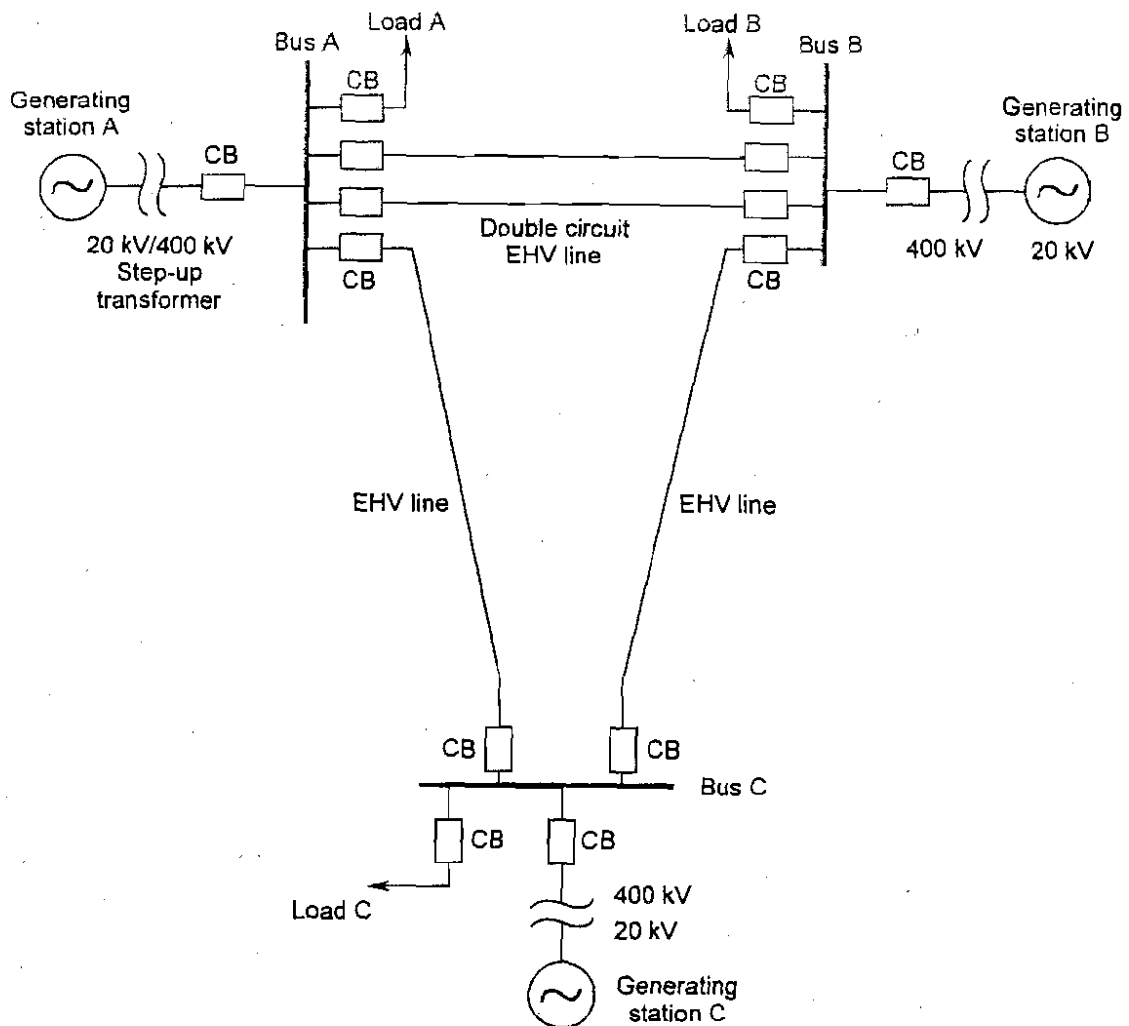 Load A
Load B
Bus A
Bus B
CB
CB
Generating
station A
Generating
station B
CB
CB
Double circuit
EHV line
20 kV/400 kV
Step-up
transformer
CB
CB
400 kV
20 kV
EHV line
EHV line
CB
CB
Bus C
CB
CB
Load C
400 kV
20 kV
Generating
station C